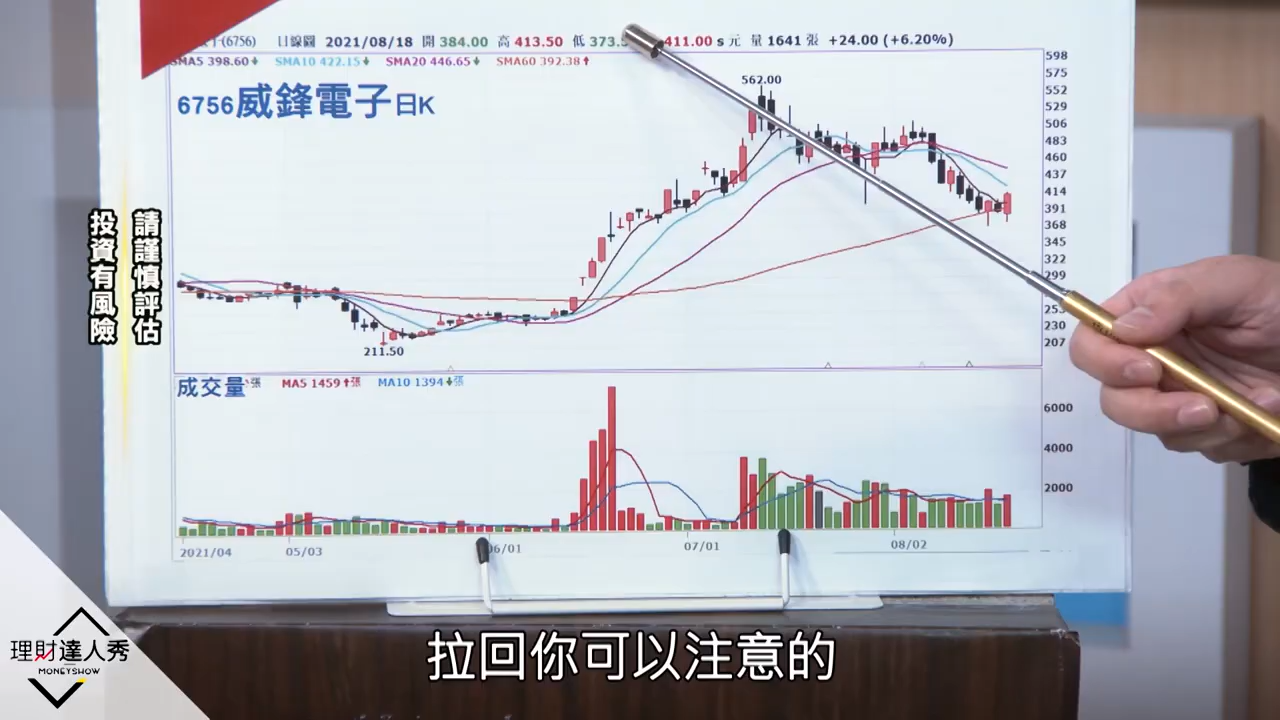 (6756) 日線圖 2021/08/18 開 384.00 高 413.50 低 373.5 411.00 s 元 量 1641 張 +24.00 (+6.20%)
SMA5 398.60↓ SMA10 422.15↓ SMA20 446.65↓ SMA60 392.38↑
6756威鋒電子日K
562.00
211.50
598
575
552
529
506
483
460
437
414
391
368
345
322
299
230
207
成交量 張 MA5 1459↑張 MA10 1394↓張
6000
4000
2000
2021/04 05/03 06/01 07/01 08/02
請謹慎評估
投資有風險
理財達人秀
MONEYSHOW
拉回你可以注意的